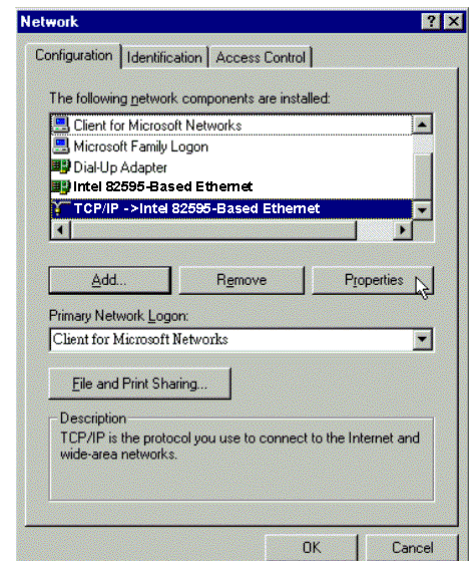 Network
Configuration Identification Access Control
The following network components are installed:
Client for Microsoft Networks
Microsoft Family Logon
Dial-Up Adapter
Intel 82595-Based Ethernet
TCP/IP ->Intel 82595-Based Ethernet
Add... Remove Properties
Primary Network Logon:
Client for Microsoft Networks
File and Print Sharing...
Description
TCP/IP is the protocol you use to connect to the Internet and
wide-area networks.
OK Cancel